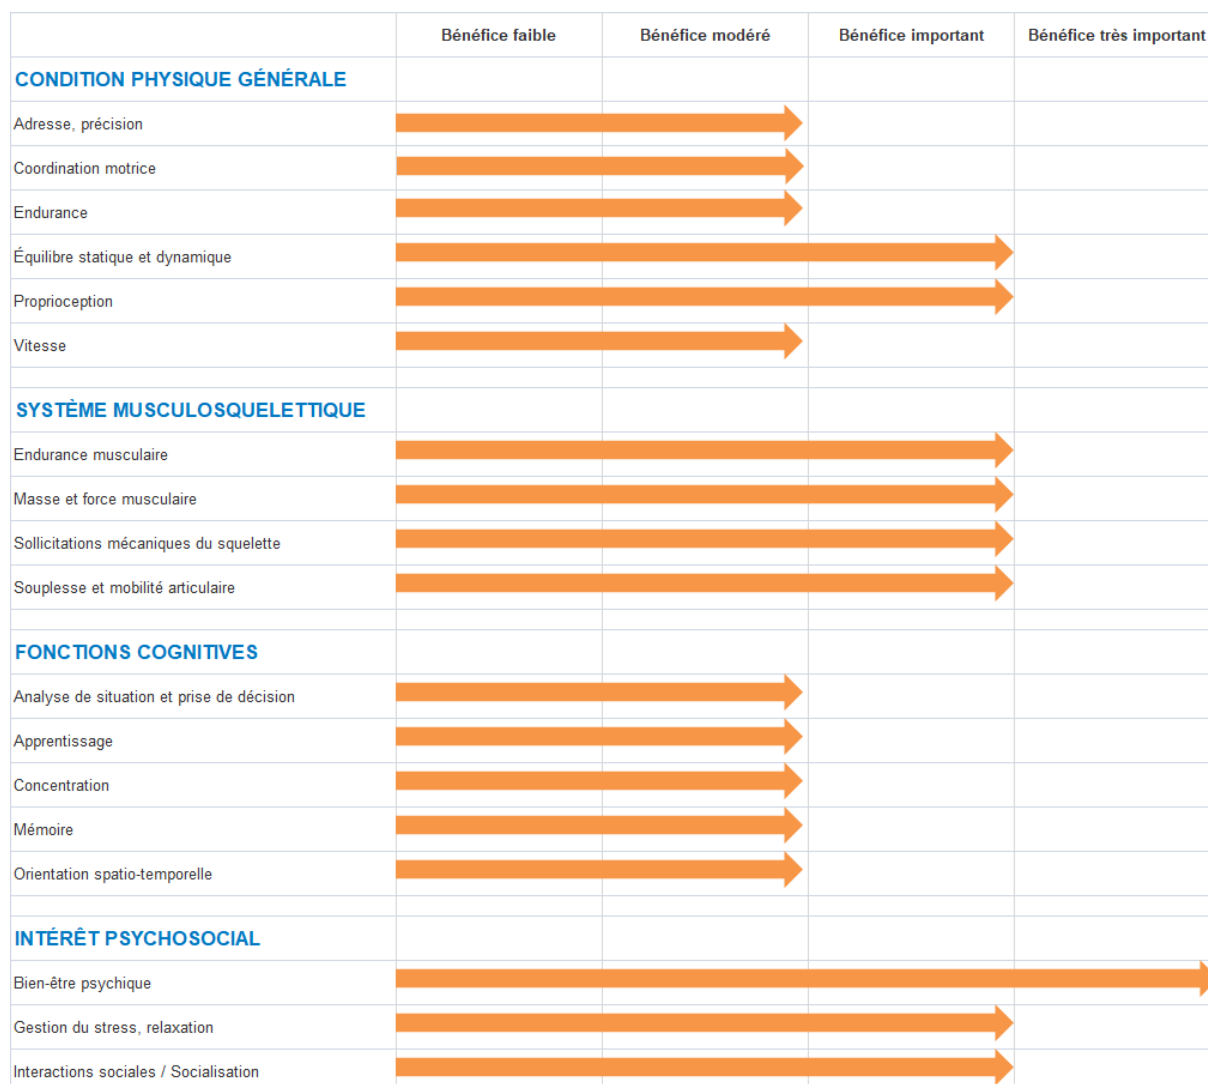 Bénéfice faible Bénéfice modéré Bénéfice important Bénéfice très important
CONDITION PHYSIQUE GÉNÉRALE
Adresse, précision
Coordination motrice
Endurance
Équilibre statique et dynamique
Proprioception
Vitesse
SYSTÈME MUSCULOSQUELETTIQUE
Endurance musculaire
Masse et force musculaire
Sollicitations mécaniques du squelette
Souplesse et mobilité articulaire
FONCTIONS COGNITIVES
Analyse de situation et prise de décision
Apprentissage
Concentration
Mémoire
Orientation spatio-temporelle
INTÉRÊT PSYCHOSOCIAL
Bien-être psychique
Gestion du stress, relaxation
Interactions sociales / Socialisation